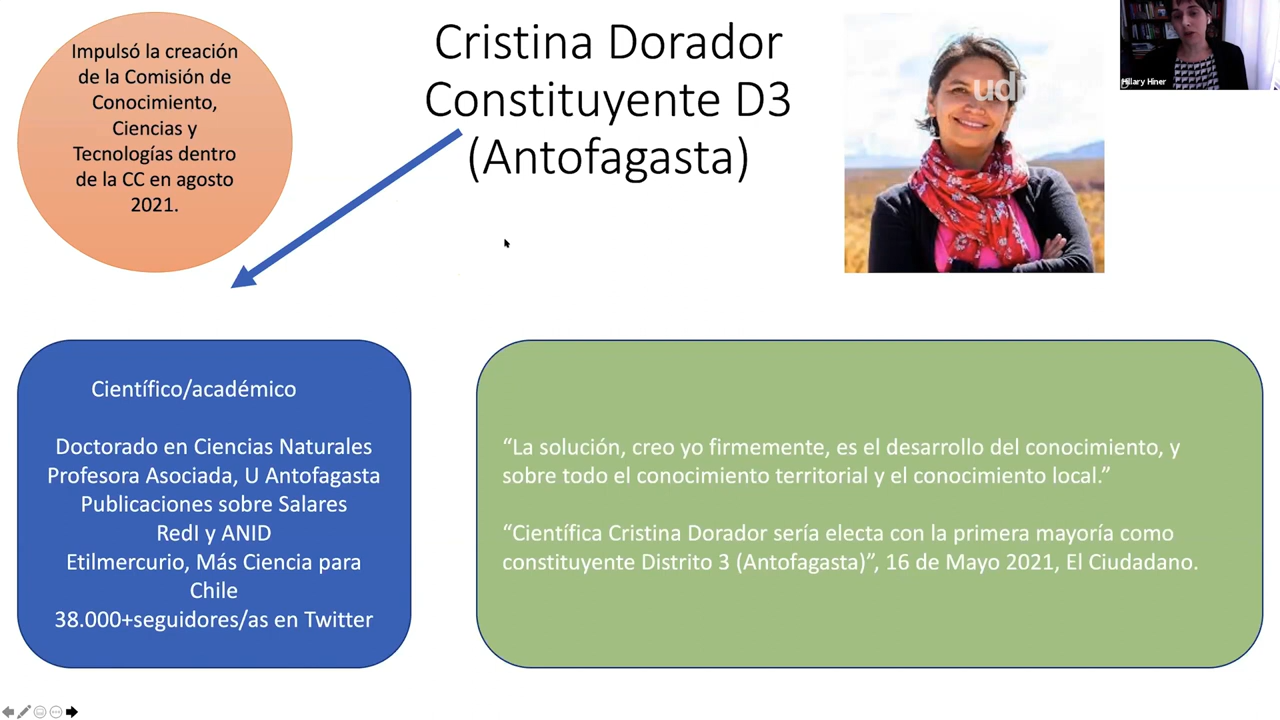 Impulsó la creación
de la Comisión de
Conocimiento,
Ciencias y
Tecnologías dentro
de la CC en agosto
2021.
Cristina Dorador
Constituyente D3
(Antofagasta)
ud
Hillary Hiner
Científico/académico
Doctorado en Ciencias Naturales
Profesora Asociada, U Antofagasta
Publicaciones sobre Salares
RedI y ANID
Etilmercurio, Más Ciencia para
Chile
38.000+seguidores/as en Twitter
“La solución, creo yo firmemente, es el desarrollo del conocimiento, y
sobre todo el conocimiento territorial y el conocimiento local.”
“Científica Cristina Dorador sería electa con la primera mayoría como
constituyente Distrito 3 (Antofagasta)”, 16 de Mayo 2021, El Ciudadano.